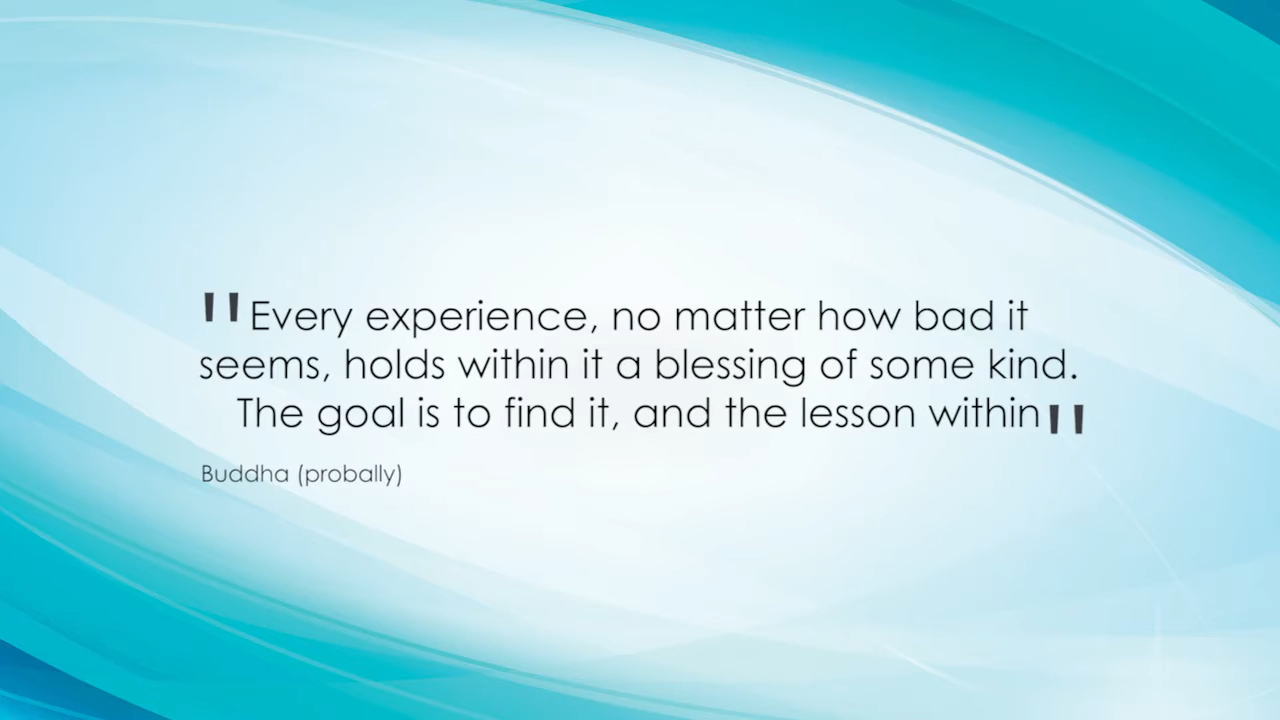 "Every experience, no matter how bad it
seems, holds within it a blessing of some kind.
The goal is to find it, and the lesson within"
Buddha (probally)